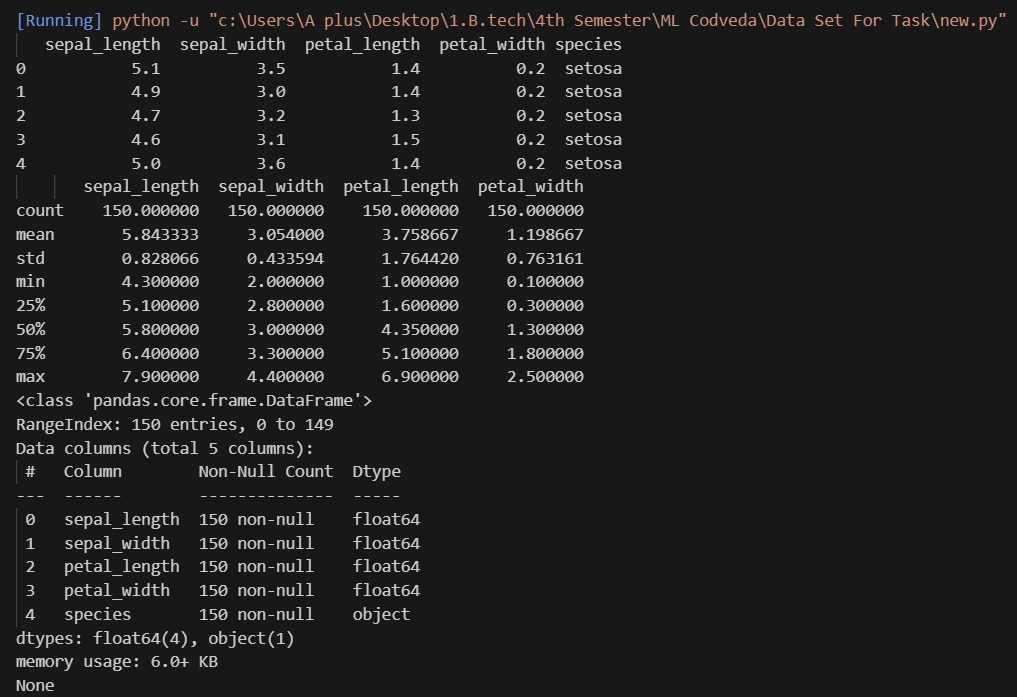 [Running] python -u "c:\Users\A plus\Desktop\1.B.tech\4th Semester\ML Codveda\Data Set For Task\new.py"
   sepal_length  sepal_width  petal_length  petal_width species
0           5.1          3.5           1.4          0.2  setosa
1           4.9          3.0           1.4          0.2  setosa
2           4.7          3.2           1.3          0.2  setosa
3           4.6          3.1           1.5          0.2  setosa
4           5.0          3.6           1.4          0.2  setosa
       sepal_length  sepal_width  petal_length  petal_width
count    150.000000   150.000000    150.000000   150.000000
mean       5.843333     3.054000      3.758667     1.198667
std        0.828066     0.433594      1.764420     0.763161
min        4.300000     2.000000      1.000000     0.100000
25%        5.100000     2.800000      1.600000     0.300000
50%        5.800000     3.000000      4.350000     1.300000
75%        6.400000     3.300000      5.100000     1.800000
max        7.900000     4.400000      6.900000     2.500000
<class 'pandas.core.frame.DataFrame'>
RangeIndex: 150 entries, 0 to 149
Data columns (total 5 columns):
 #   Column        Non-Null Count  Dtype
---  ------        --------------  -----
 0   sepal_length  150 non-null    float64
 1   sepal_width   150 non-null    float64
 2   petal_length  150 non-null    float64
 3   petal_width   150 non-null    float64
 4   species       150 non-null    object
dtypes: float64(4), object(1)
memory usage: 6.0+ KB
None